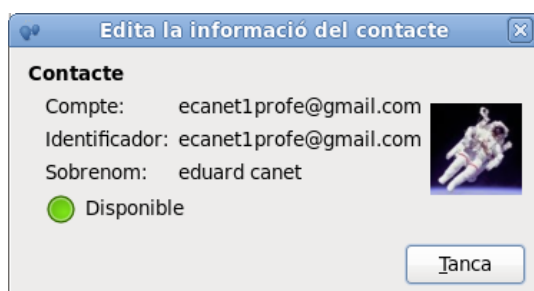 Edita la informació del contacte
Contacte
Compte: ecanet1profe@gmail.com
Identificador: ecanet1profe@gmail.com
Sobrenom: eduard canet
Disponible
Tanca